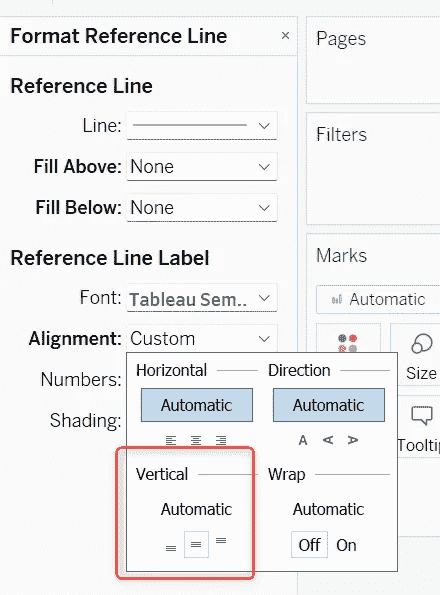 Format Reference Line ×
Reference Line
Line:
Fill Above: None
Fill Below: None
Reference Line Label
Font: Tableau Sem..
Alignment: Custom
Horizontal Direction
Automatic Automatic
A A A
Vertical Wrap
Automatic Automatic
Off On
Numbers:
Shading:
Pages
Filters
Marks
Automatic
Size
Toolti